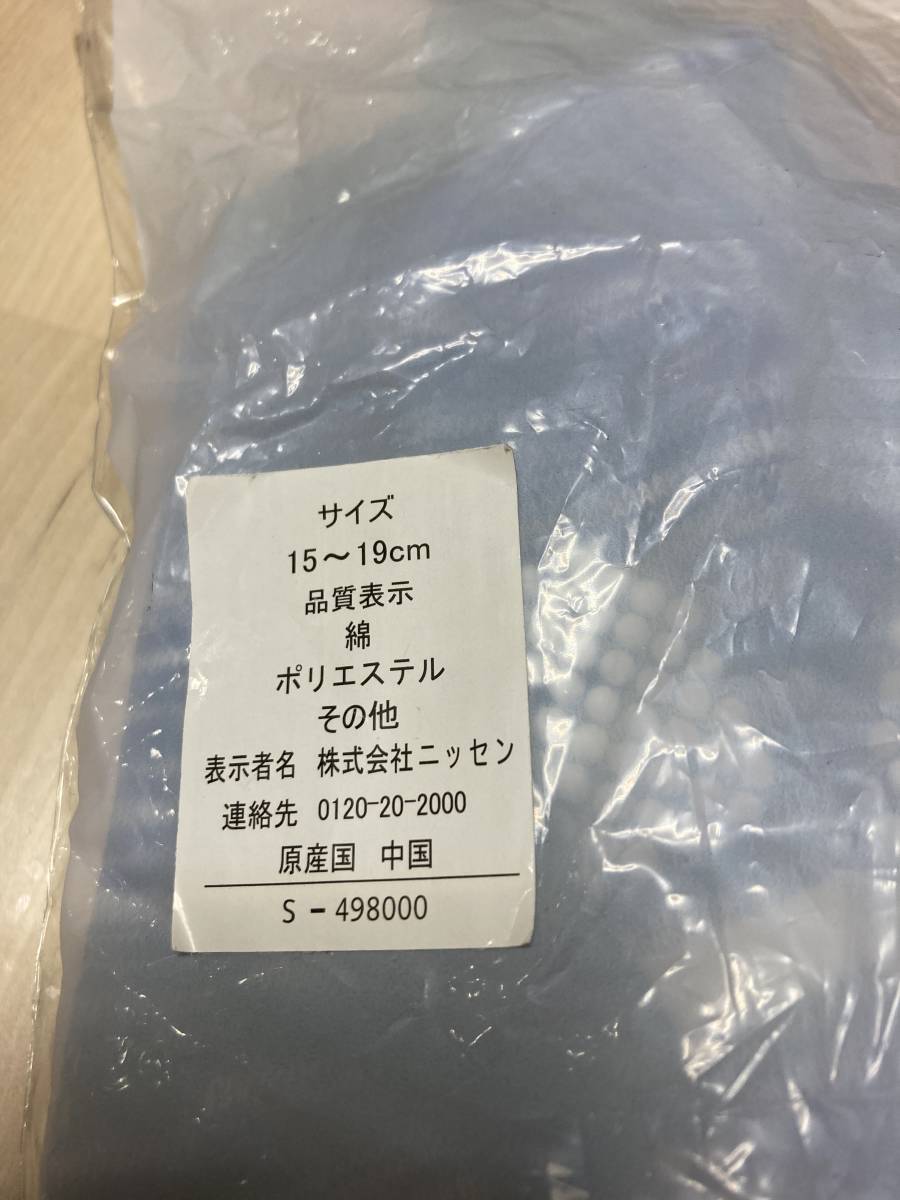 サイズ
15～19cm
品質表示
綿
ポリエステル
その他
表示者名 株式会社ニッセン
連絡先 0120-20-2000
原産国 中国
S-498000